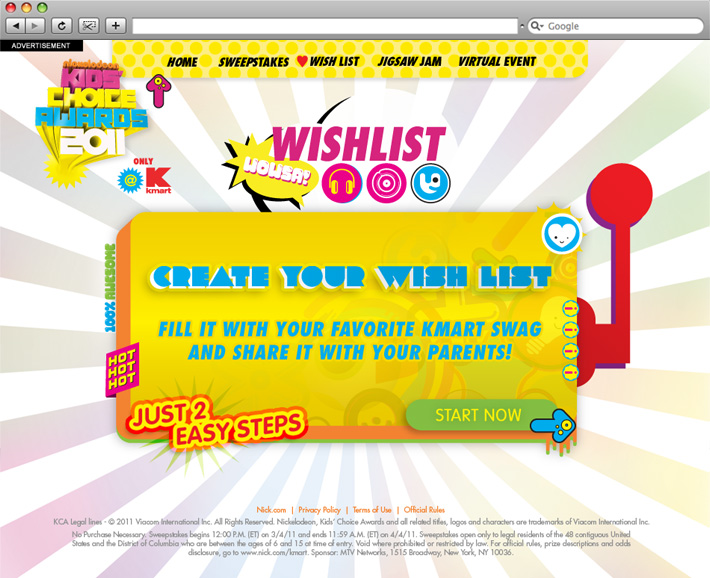 Google
ADVERTISEMENT
HOME SWEEPSTAKES WISH LIST JIGSAW JAM VIRTUAL EVENT
nickelodeon
KIDS'
CHOICE
AWARDS
2011
ONLY
@ K
kmart
WISHLIST
WOWSA!
100% AWESOME
CREATE YOUR WISH LIST
FILL IT WITH YOUR FAVORITE KMART SWAG
AND SHARE IT WITH YOUR PARENTS!
HOT
HOT
HOT
JUST 2
EASY STEPS
START NOW
Nick.com | Privacy Policy | Terms of Use | Official Rules
KCA Legal lines - © 2011 Viacom International Inc. All Rights Reserved. Nickelodeon, Kids' Choice Awards and all related titles, logos and characters are trademarks of Viacom International Inc.
No Purchase Necessary. Sweepstakes begins 12:00 P.M. (ET) on 3/4/11 and ends 11:59 A.M. (ET) on 4/4/11. Sweepstakes open only to legal residents of the 48 contiguous United
States and the District of Columbia who are between the ages of 6 and 15 at time of entry. Void where prohibited or restricted by law. For official rules, prize descriptions and odds
disclosure, go to www.nick.com/kmart. Sponsor: MTV Networks, 1515 Broadway, New York, NY 10036.